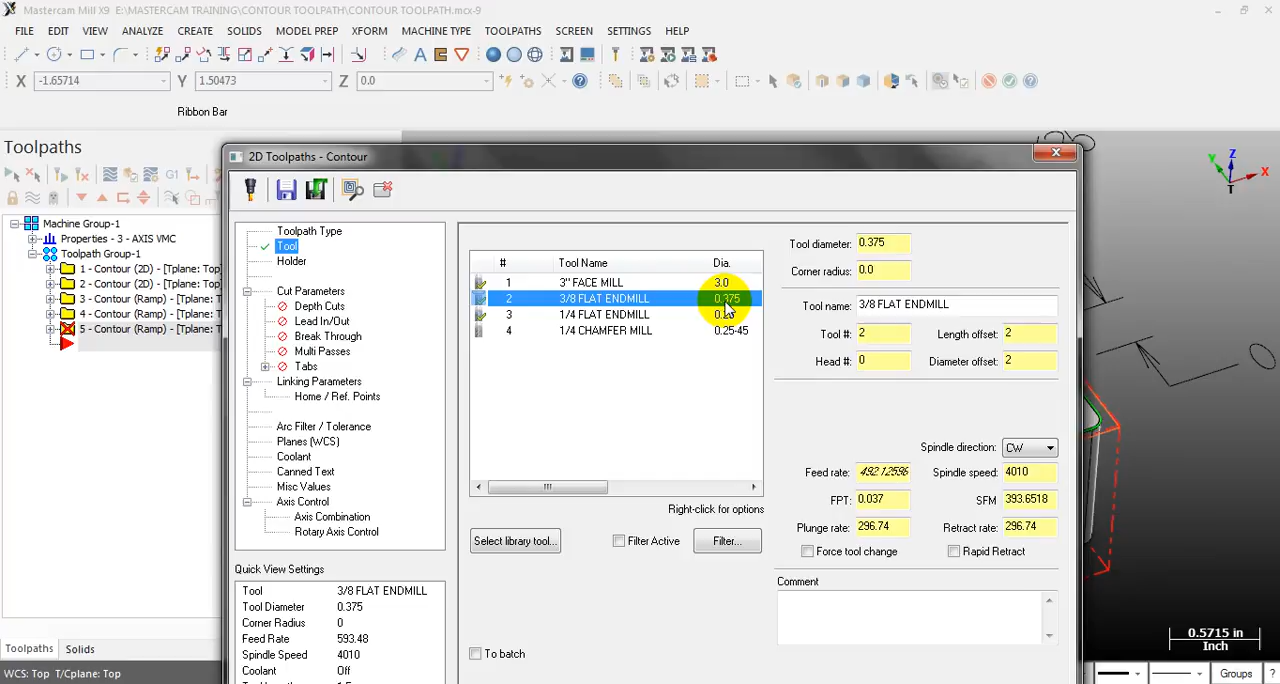 Mastercam Mill X9 E:\MASTERCAM TRAINING\CONTOUR TOOLPATH\CONTOUR TOOLPATH.mcx-9
FILE EDIT VIEW ANALYZE CREATE SOLIDS MODEL PREP XFORM MACHINE TYPE TOOLPATHS SCREEN SETTINGS HELP
X -1.65714 Y 1.50473 Z 0.0
Ribbon Bar
Toolpaths
G1
Machine Group-1
Properties - 3 - AXIS VMC
Toolpath Group-1
1 - Contour (2D) - [Tplane: Top]
2 - Contour (2D) - [Tplane: Top]
3 - Contour (Ramp) - [Tplane:
4 - Contour (Ramp) - [Tplane:
5 - Contour (Ramp) - [Tplane:
Toolpaths Solids
WCS: Top T/Cplane: Top
2D Toolpaths - Contour
Toolpath Type
Tool
Holder
Cut Parameters
Depth Cuts
Lead In/Out
Break Through
Multi Passes
Tabs
Linking Parameters
Home / Ref. Points
Arc Filter / Tolerance
Planes (WCS)
Coolant
Canned Text
Misc Values
Axis Control
Axis Combination
Rotary Axis Control
Quick View Settings
Tool 3/8 FLAT ENDMILL
Tool Diameter 0.375
Corner Radius 0
Feed Rate 593.48
Spindle Speed 4010
Coolant Off
# Tool Name Dia.
1 3" FACE MILL 3.0
2 3/8 FLAT ENDMILL 0.375
3 1/4 FLAT ENDMILL
4 1/4 CHAMFER MILL 0.25-45
Right-click for options
Select library tool... Filter Active Filter...
To batch
Tool diameter: 0.375
Corner radius: 0.0
Tool name: 3/8 FLAT ENDMILL
Tool #: 2 Length offset: 2
Head #: 0 Diameter offset: 2
Spindle direction: CW
Feed rate: 492.12596 Spindle speed: 4010
FPT: 0.037 SFM 393.6518
Plunge rate: 296.74 Retract rate: 296.74
Force tool change Rapid Retract
Comment
Z
Y
X
T
0.5715 in
Inch
Groups ?